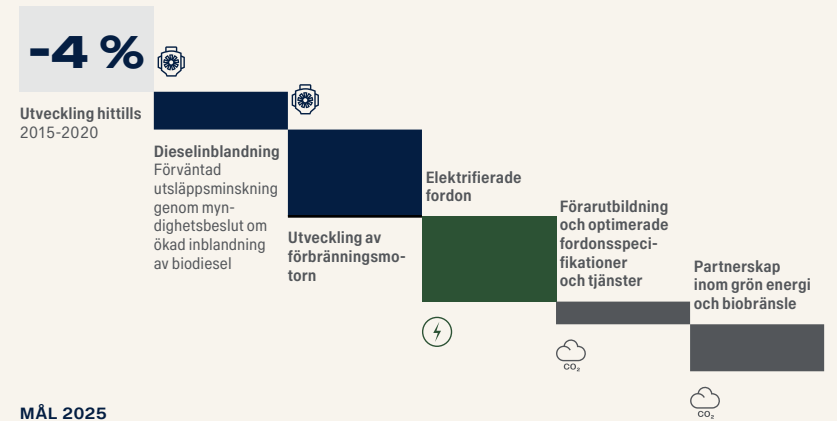 -4 %
Utveckling hittills
2015-2020
Dieselinblandning
Förväntad
utsläppsminskning
genom myn-
dighetsbeslut om
ökad inblandning
av biodiesel
Utveckling av
förbränningsmo-
torn
Elektrifierade
fordon
Förarutbildning
och optimerade
fordonsspeci-
fikationer
och tjänster
CO₂
Partnerskap
inom grön energi
och biobränsle
CO₂
MÅL 2025